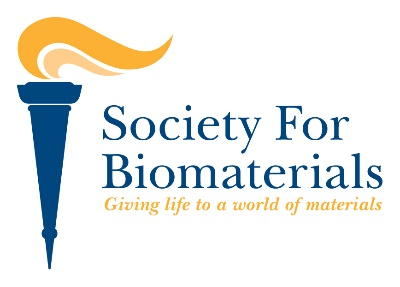 Society For
Biomaterials
Giving life to a world of materials